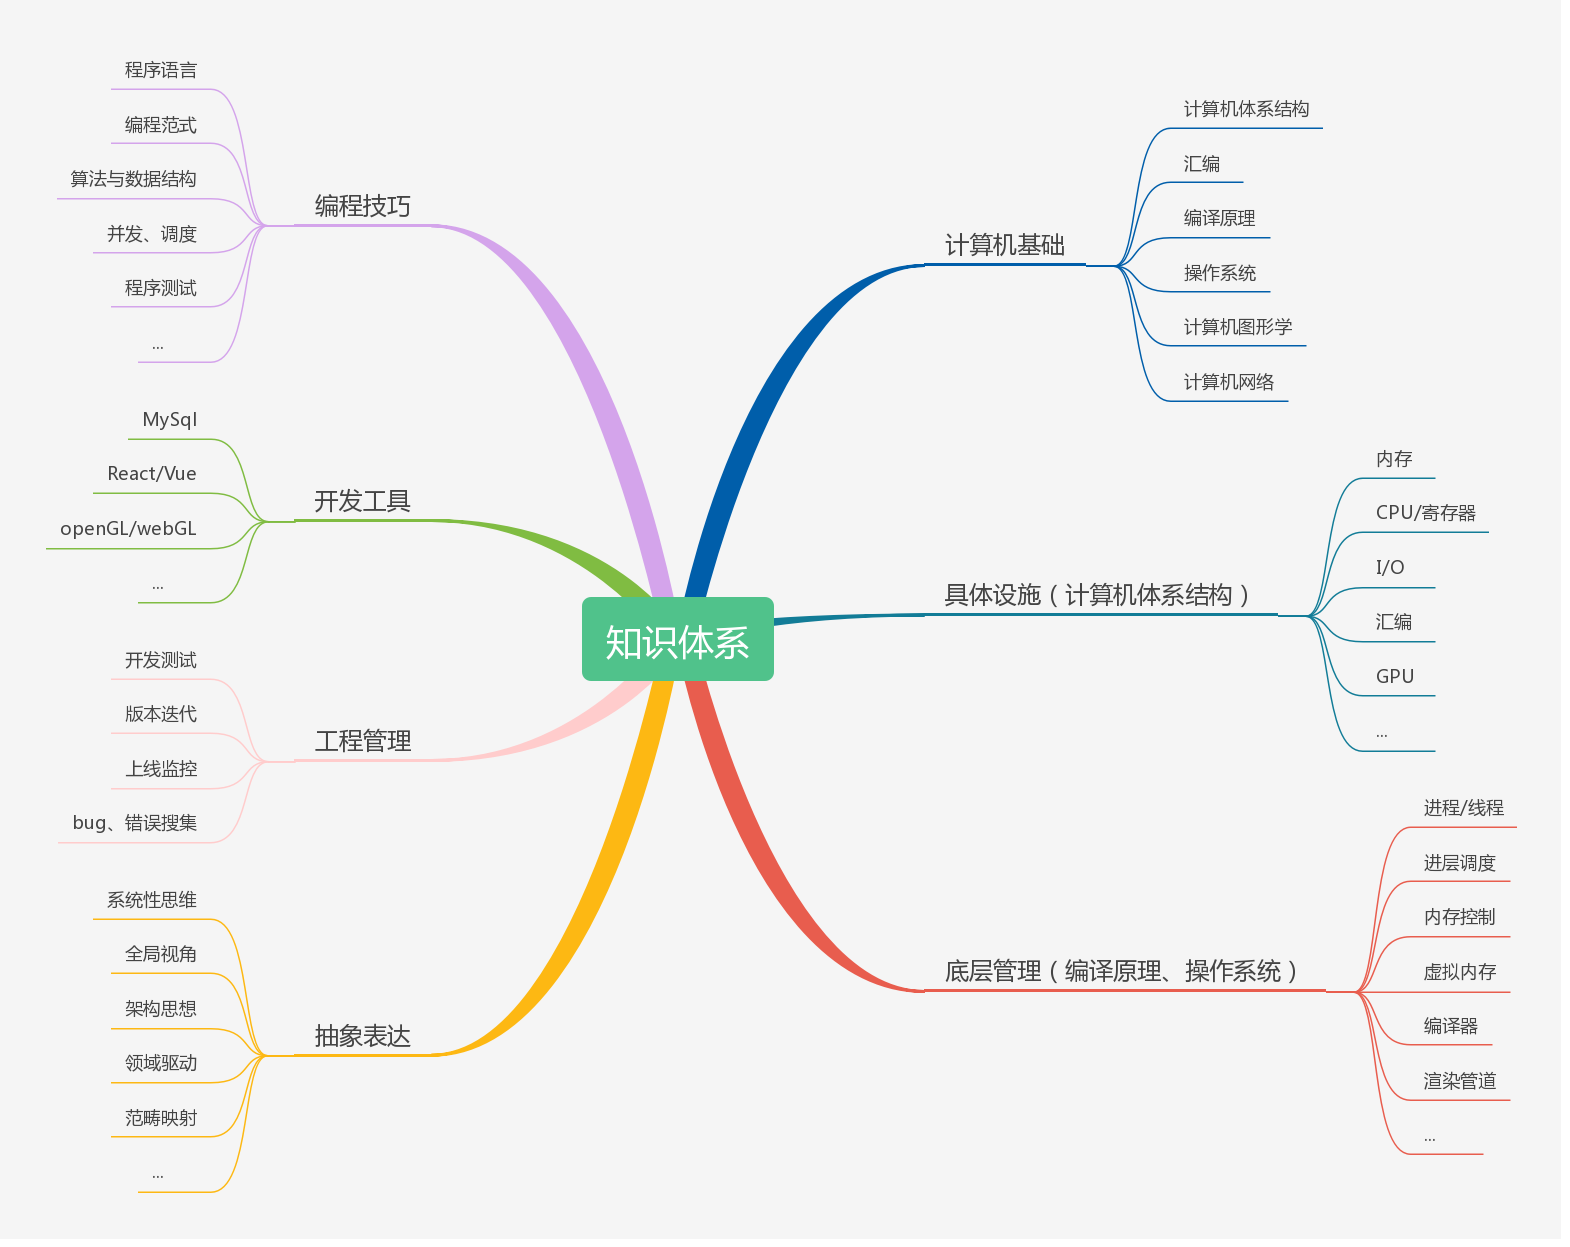 知识体系
计算机基础
计算机体系结构
汇编
编译原理
操作系统
计算机图形学
计算机网络
具体设施（计算机体系结构）
内存
CPU/寄存器
I/O
汇编
GPU
...
底层管理（编译原理、操作系统）
进程/线程
进层调度
内存控制
虚拟内存
编译器
渲染管道
...
编程技巧
程序语言
编程范式
算法与数据结构
并发、调度
程序测试
...
开发工具
MySql
React/Vue
openGL/webGL
...
工程管理
开发测试
版本迭代
上线监控
bug、错误搜集
抽象表达
系统性思维
全局视角
架构思想
领域驱动
范畴映射
...